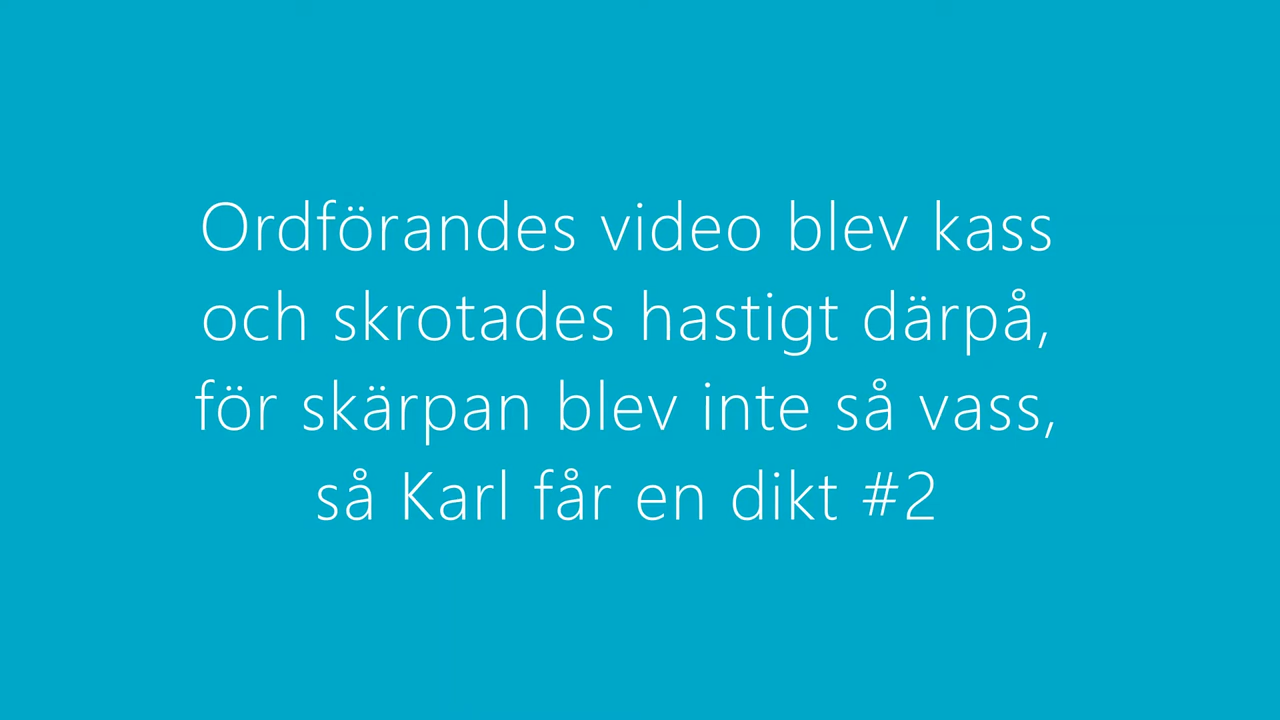 Ordförandes video blev kass
och skrotades hastigt därpå,
för skärpan blev inte så vass,
så Karl får en dikt #2